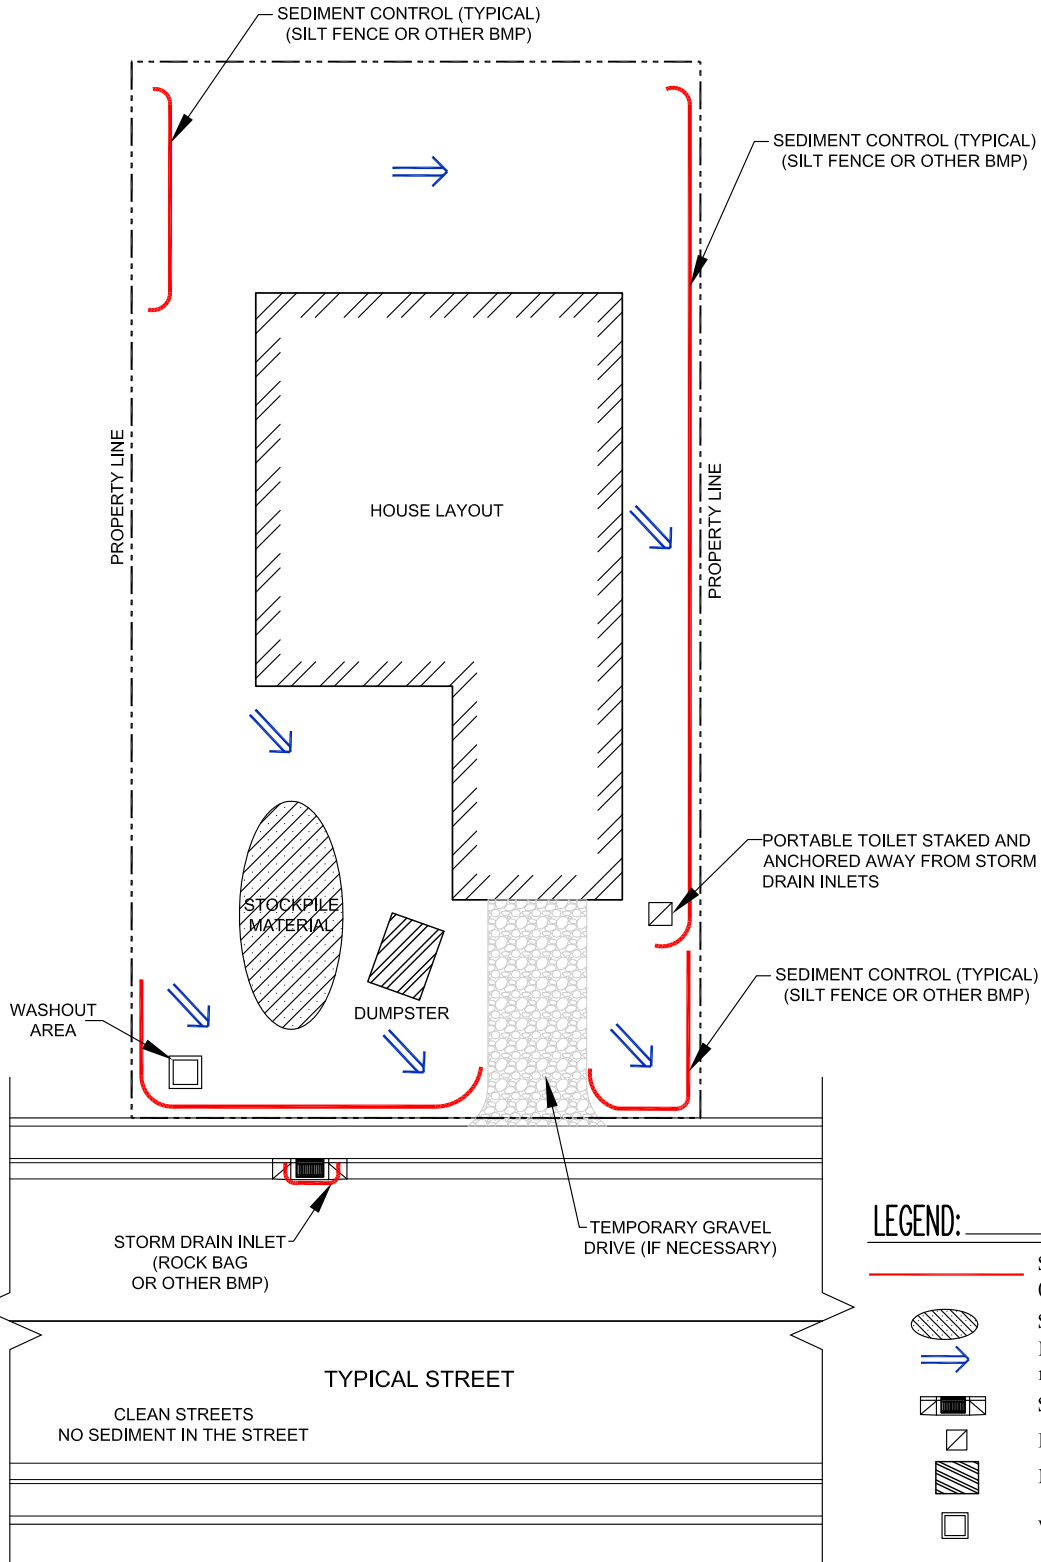 SEDIMENT CONTROL (TYPICAL)
(SILT FENCE OR OTHER BMP)
SEDIMENT CONTROL (TYPICAL)
(SILT FENCE OR OTHER BMP)
PROPERTY LINE
HOUSE LAYOUT
PROPERTY LINE
PORTABLE TOILET STAKED AND
ANCHORED AWAY FROM STORM
DRAIN INLETS
STOCKPILE
MATERIAL
SEDIMENT CONTROL (TYPICAL)
(SILT FENCE OR OTHER BMP)
WASHOUT
AREA
DUMPSTER
STORM DRAIN INLET
(ROCK BAG
OR OTHER BMP)
TEMPORARY GRAVEL
DRIVE (IF NECESSARY)
LEGEND:
TYPICAL STREET
CLEAN STREETS
NO SEDIMENT IN THE STREET